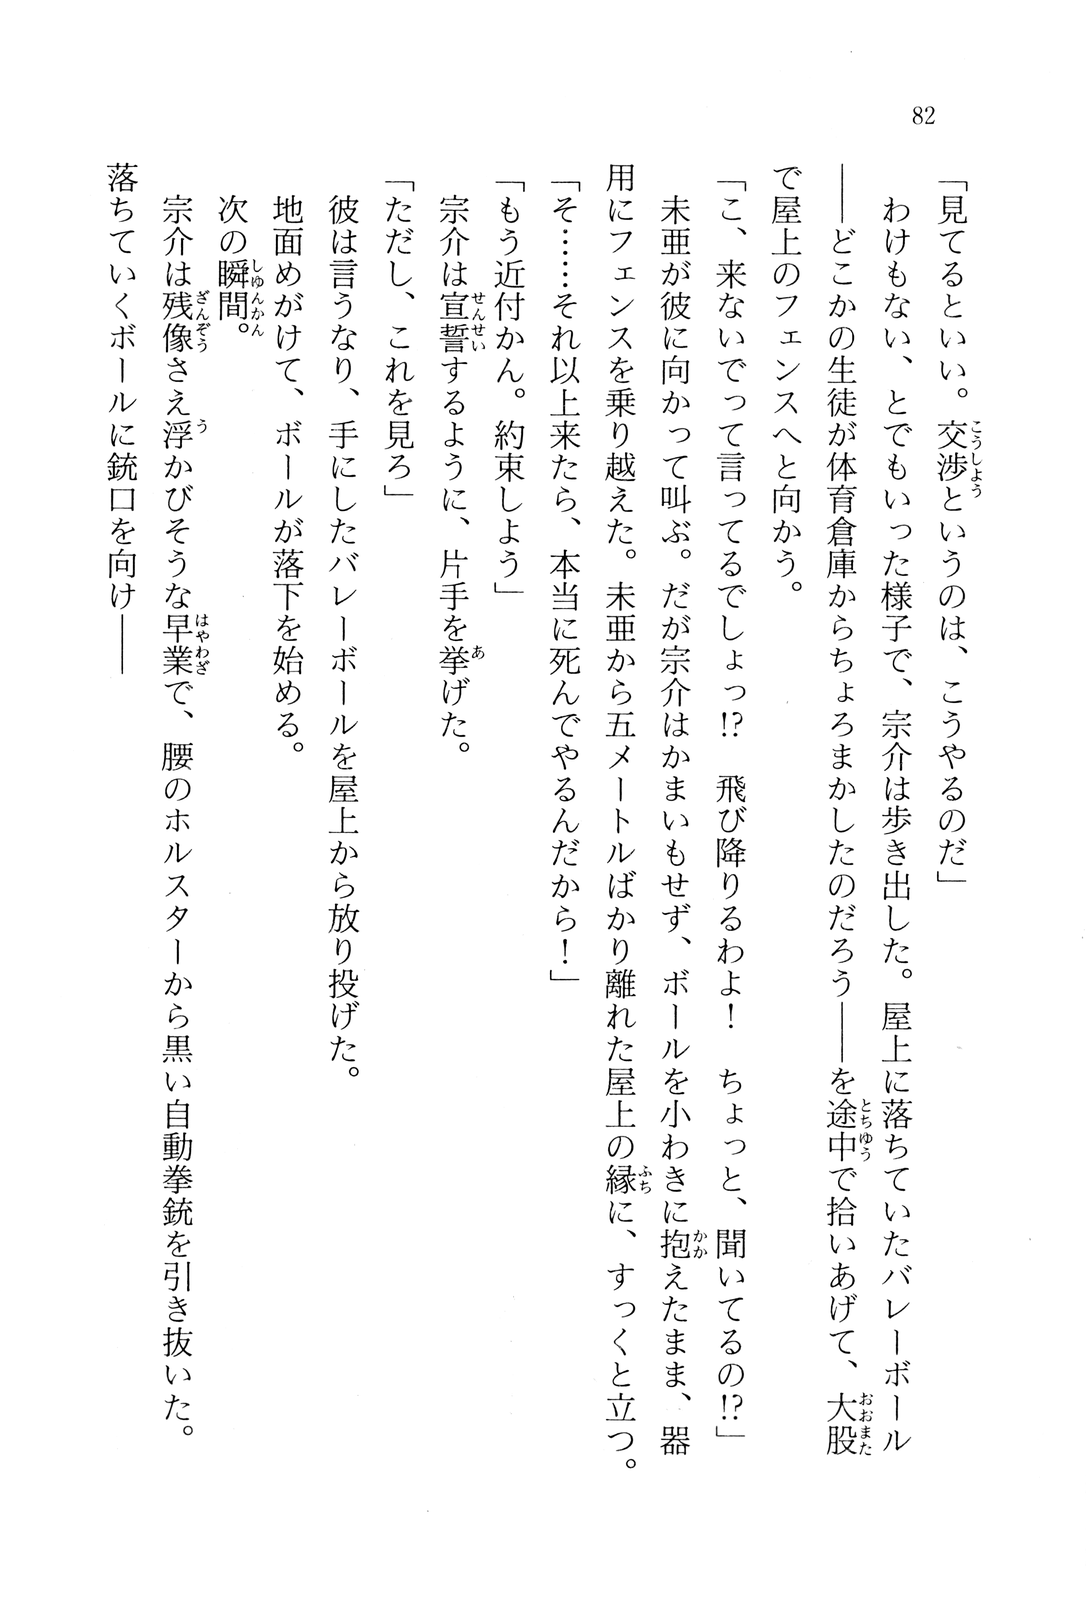 82
「見てるといい。交渉というのは、こうやるのだ」
わけもない、とでもいった様子で、宗介は歩き出した。屋上に落ちていたバレーボール
――どこかの生徒が体育倉庫からちょろまかしたのだろう――を途中で拾いあげて、大股
で屋上のフェンスへと向かう。
「こ、来ないでって言ってるでしょっ!?　飛び降りるわよ！　ちょっと、聞いてるの!?」
未亜が彼に向かって叫ぶ。だが宗介はかまいもせず、ボールを小わきに抱えたまま、器
用にフェンスを乗り越えた。未亜から五メートルばかり離れた屋上の縁に、すっくと立つ。
「そ……それ以上来たら、本当に死んでやるんだから！」
「もう近付かん。約束しよう」
宗介は宣誓するように、片手を挙げた。
「ただし、これを見ろ」
彼は言うなり、手にしたバレーボールを屋上から放り投げた。
地面めがけて、ボールが落下を始める。
次の瞬間。
宗介は残像さえ浮かびそうな早業で、腰のホルスターから黒い自動拳銃を引き抜いた。
落ちていくボールに銃口を向け――